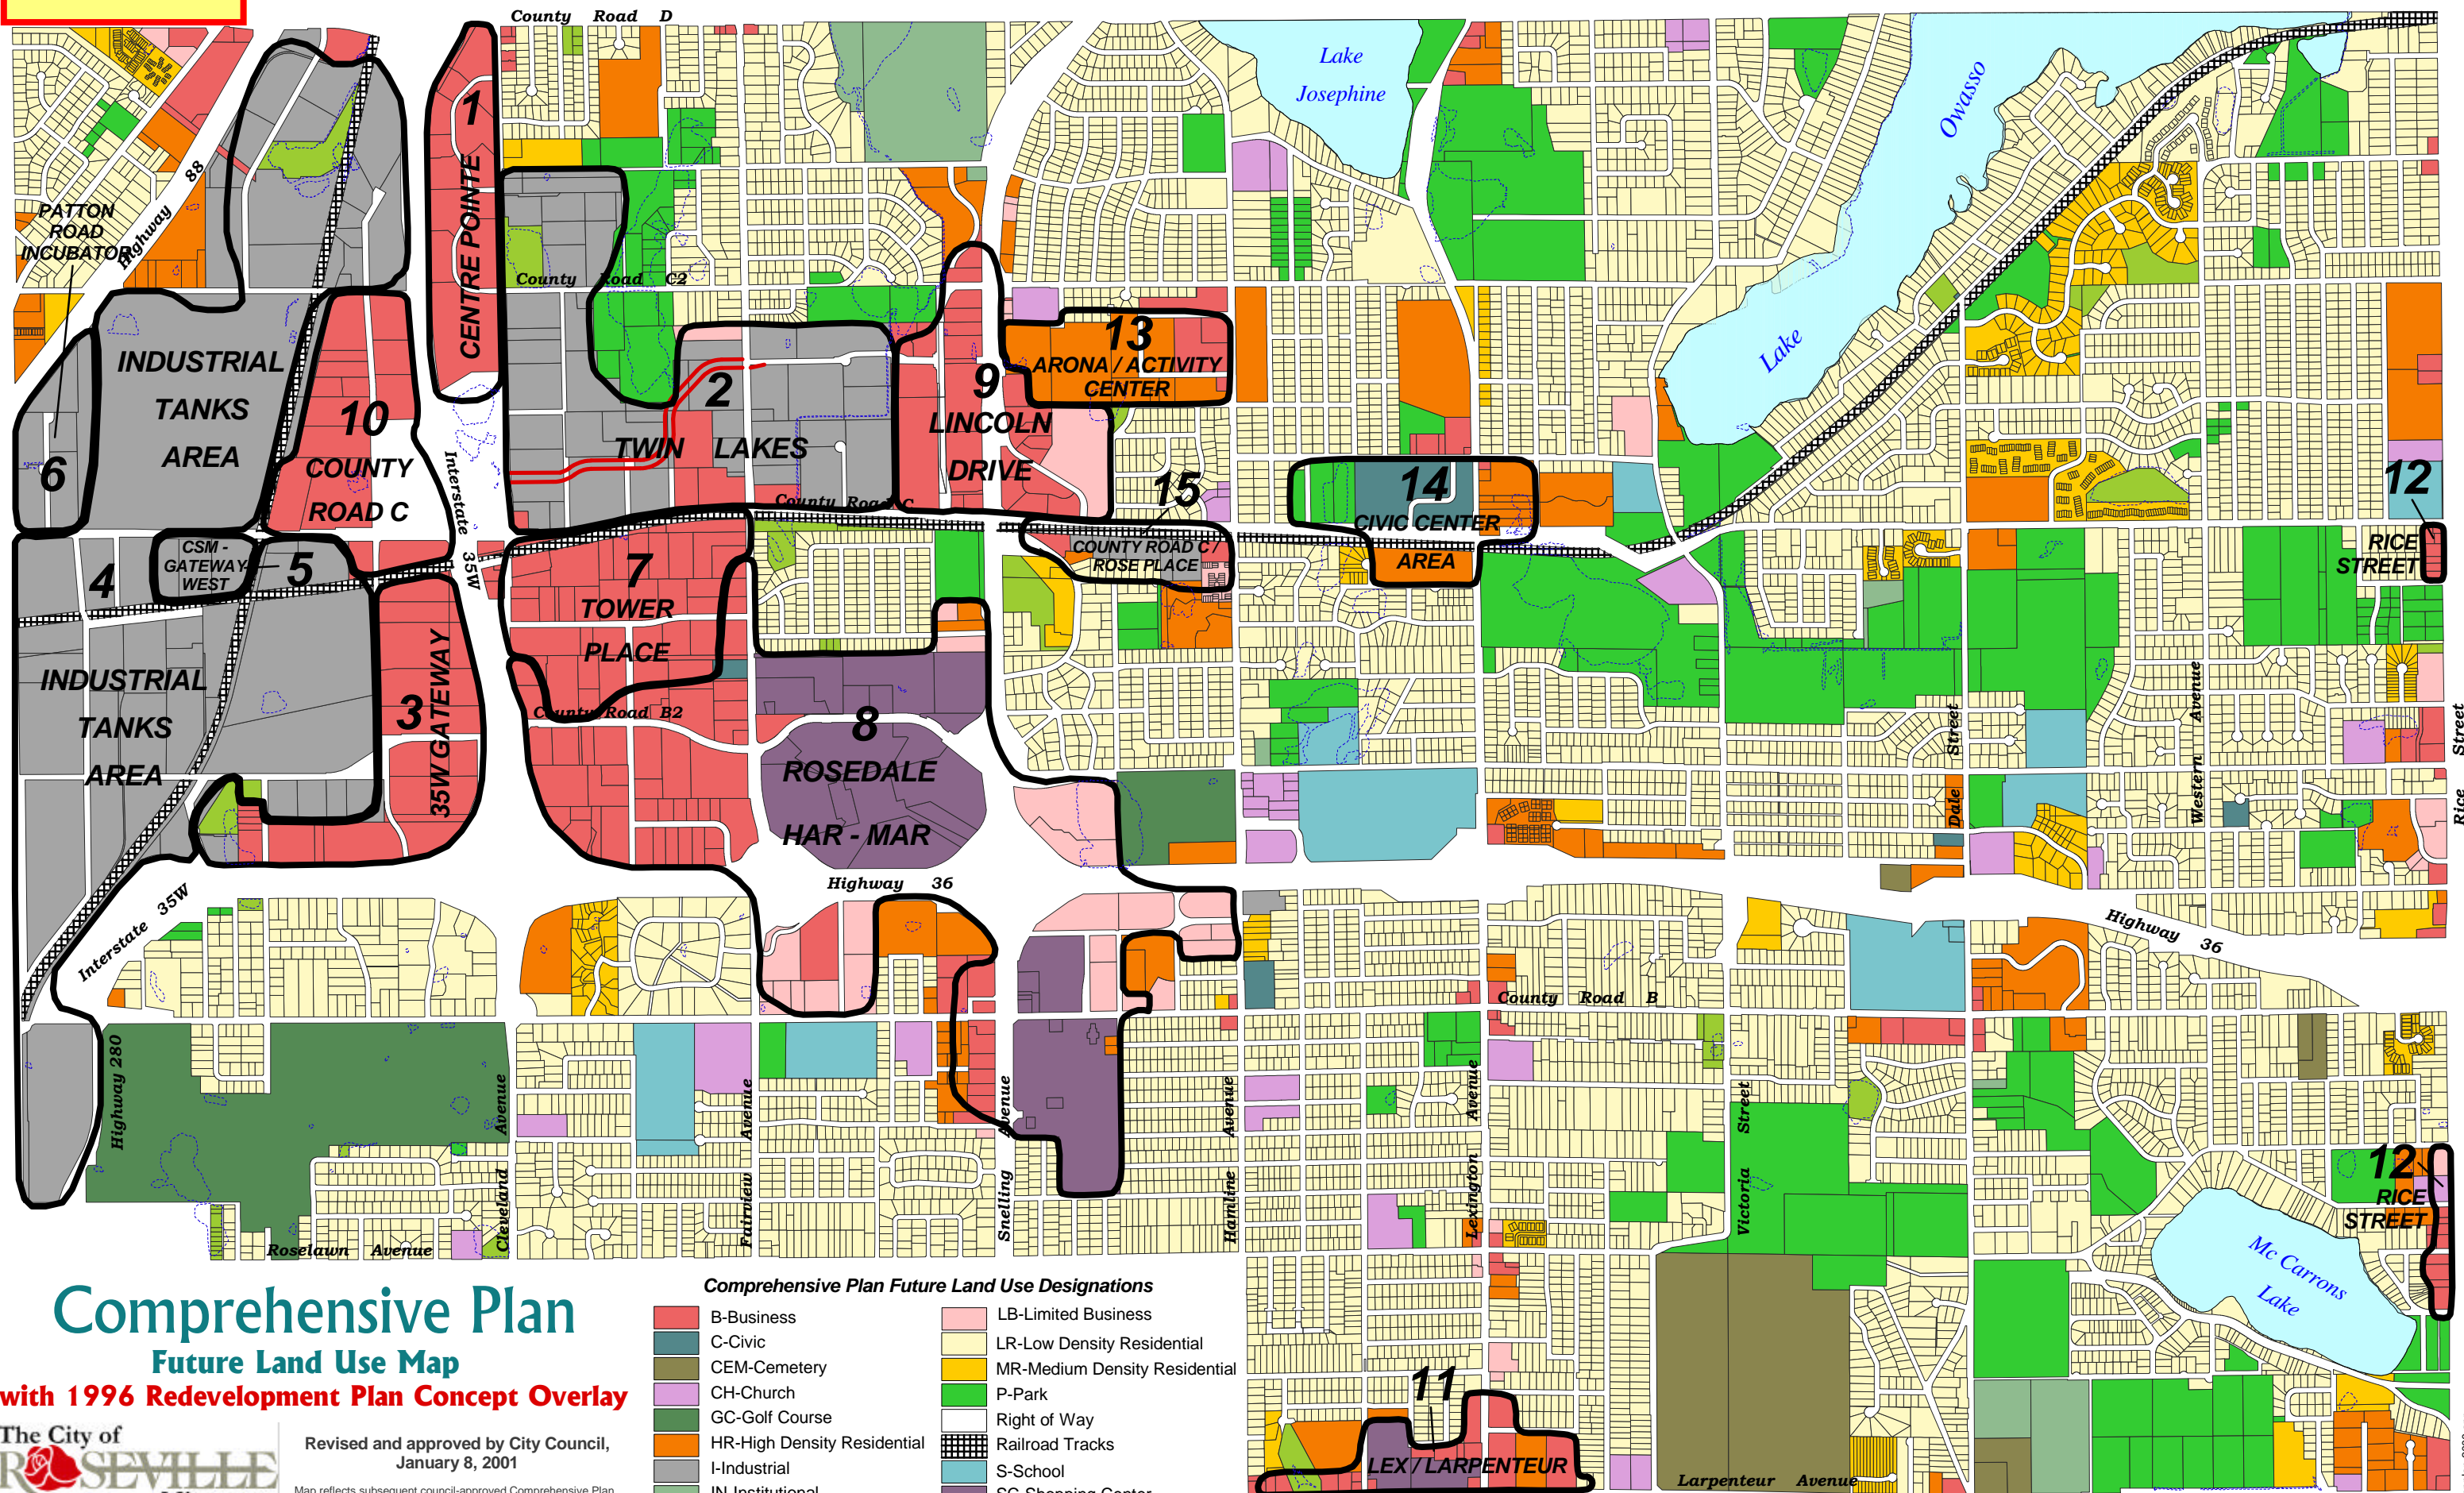 County Road D
Lake
Josephine
Owasso
Lake
1
CENTRE POINTE
Highway 88
PATTON
ROAD
INCUBATOR
County Road C2
INDUSTRIAL
TANKS
AREA
6
10
COUNTY
ROAD C
Interstate 35W
2
TWIN LAKES
9
LINCOLN
DRIVE
13
ARONA / ACTIVITY
CENTER
County Road C
15
COUNTY ROAD C /
ROSE PLACE
14
CIVIC CENTER
AREA
12
RICE
STREET
4
CSM -
GATEWAY
WEST
5
7
TOWER
PLACE
INDUSTRIAL
TANKS
AREA
3
35W GATEWAY
County Road B2
8
ROSEDALE
HAR - MAR
Dale Street
Western Avenue
Rice Street
Highway 36
Interstate 35W
Highway 36
County Road B
Highway 280
Cleveland Avenue
Fairview Avenue
Snelling Avenue
Hamline Avenue
Lexington Avenue
Victoria Street
12
RICE
STREET
Mc Carrons
Lake
Roselawn Avenue
11
LEX / LARPENTEUR
Larpenteur Avenue
Comprehensive Plan
Future Land Use Map
with 1996 Redevelopment Plan Concept Overlay
The City of
ROSEVILLE
Revised and approved by City Council,
January 8, 2001
Map reflects subsequent council-approved Comprehensive Plan
Comprehensive Plan Future Land Use Designations
B-Business
C-Civic
CEM-Cemetery
CH-Church
GC-Golf Course
HR-High Density Residential
I-Industrial
IN-Institutional
LB-Limited Business
LR-Low Density Residential
MR-Medium Density Residential
P-Park
Right of Way
Railroad Tracks
S-School
SC-Shopping Center